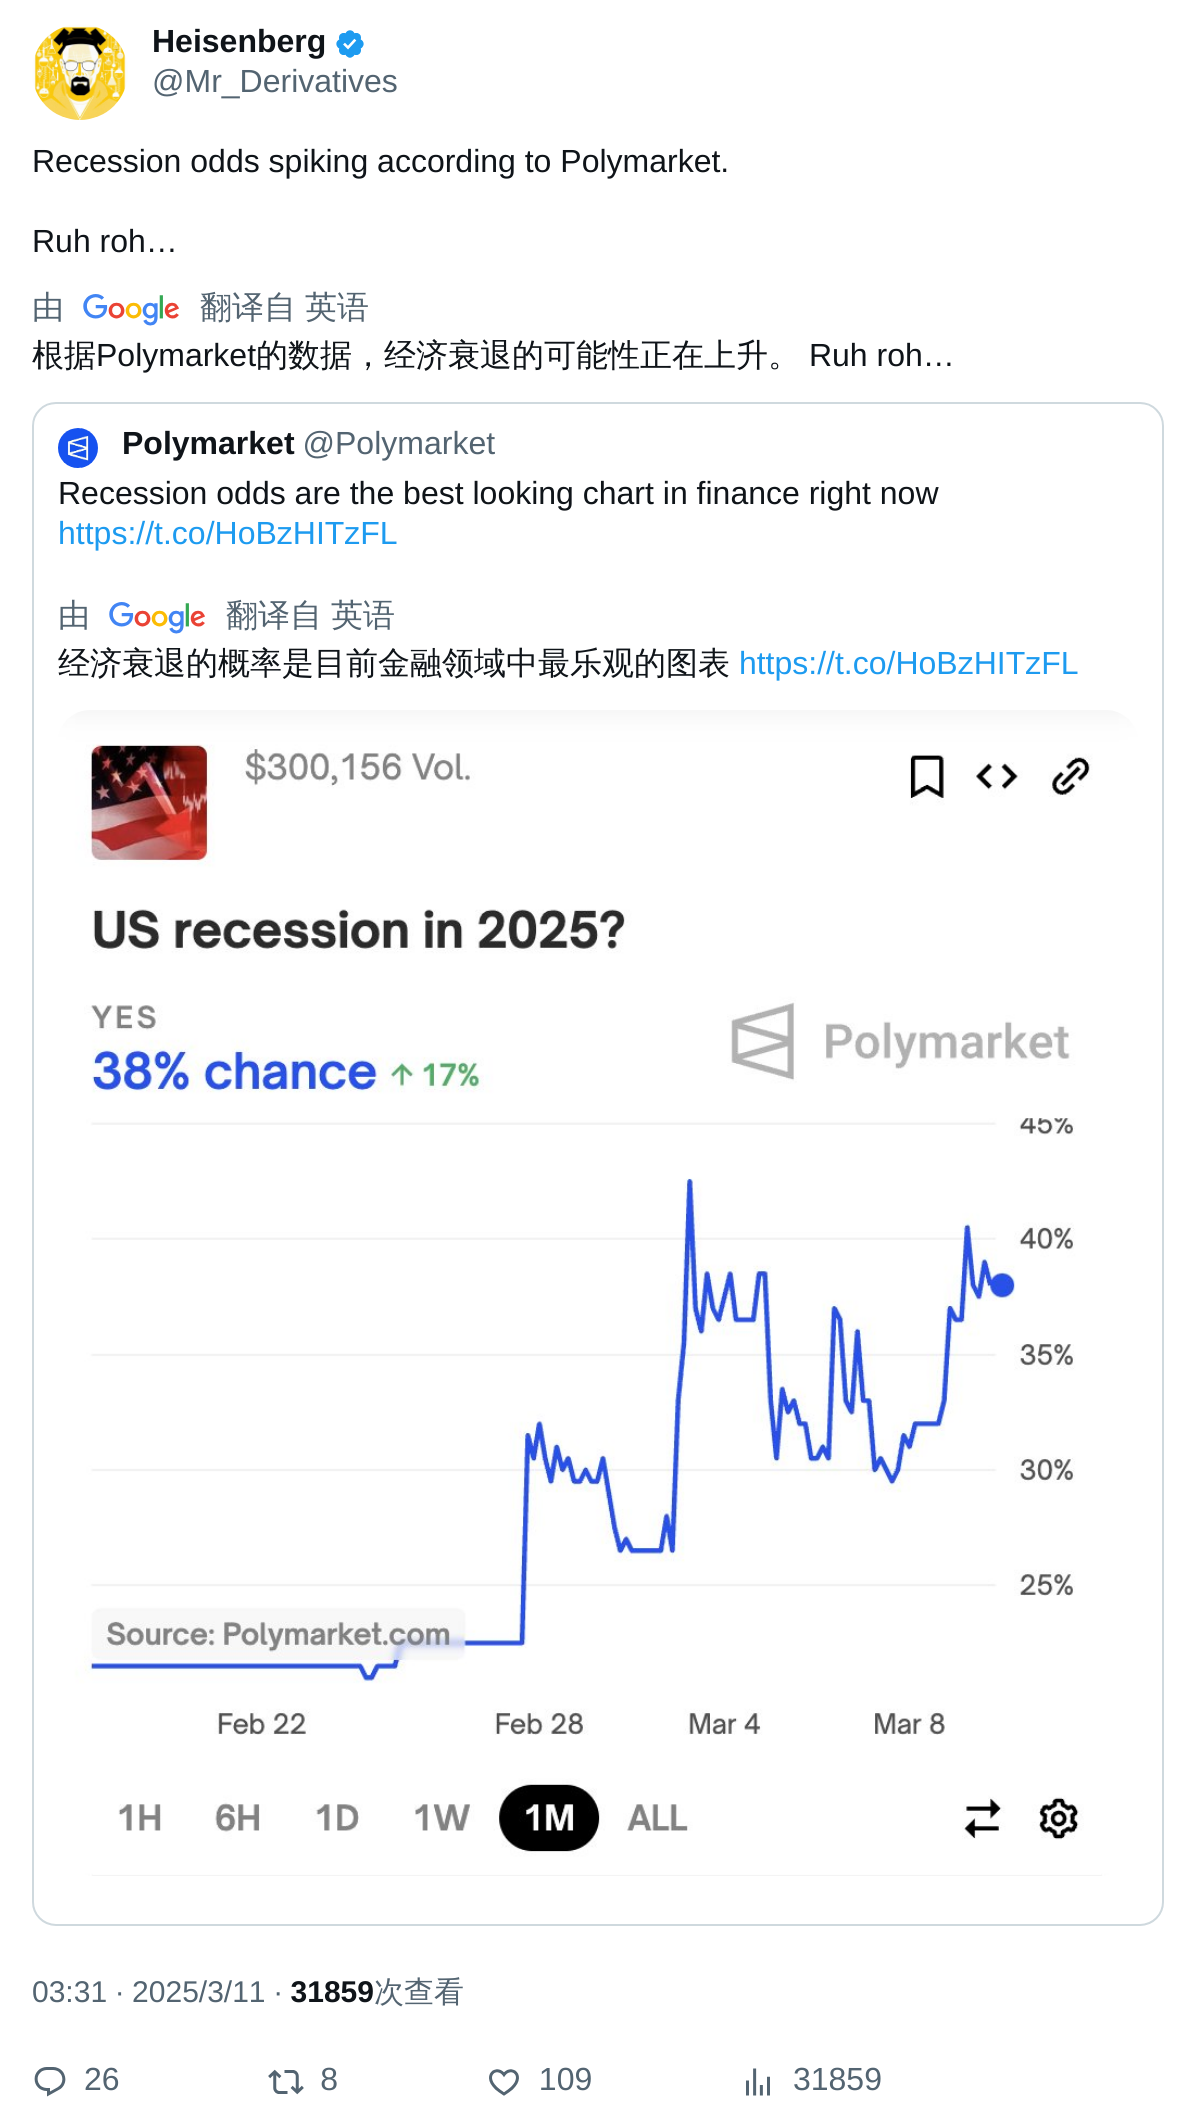 Heisenberg
@Mr_Derivatives
Recession odds spiking according to Polymarket.
Ruh roh…
由 Google 翻译自 英语
根据Polymarket的数据，经济衰退的可能性正在上升。 Ruh roh…
Polymarket @Polymarket
Recession odds are the best looking chart in finance right now
https://t.co/HoBzHITzFL
由 Google 翻译自 英语
经济衰退的概率是目前金融领域中最乐观的图表 https://t.co/HoBzHITzFL
$300,156 Vol.
US recession in 2025?
YES
38% chance ↑ 17%
Polymarket
45%
40%
35%
30%
25%
Source: Polymarket.com
Feb 22 Feb 28 Mar 4 Mar 8
1H 6H 1D 1W 1M ALL
03:31 · 2025/3/11 · 31859次查看
26 8 109 31859